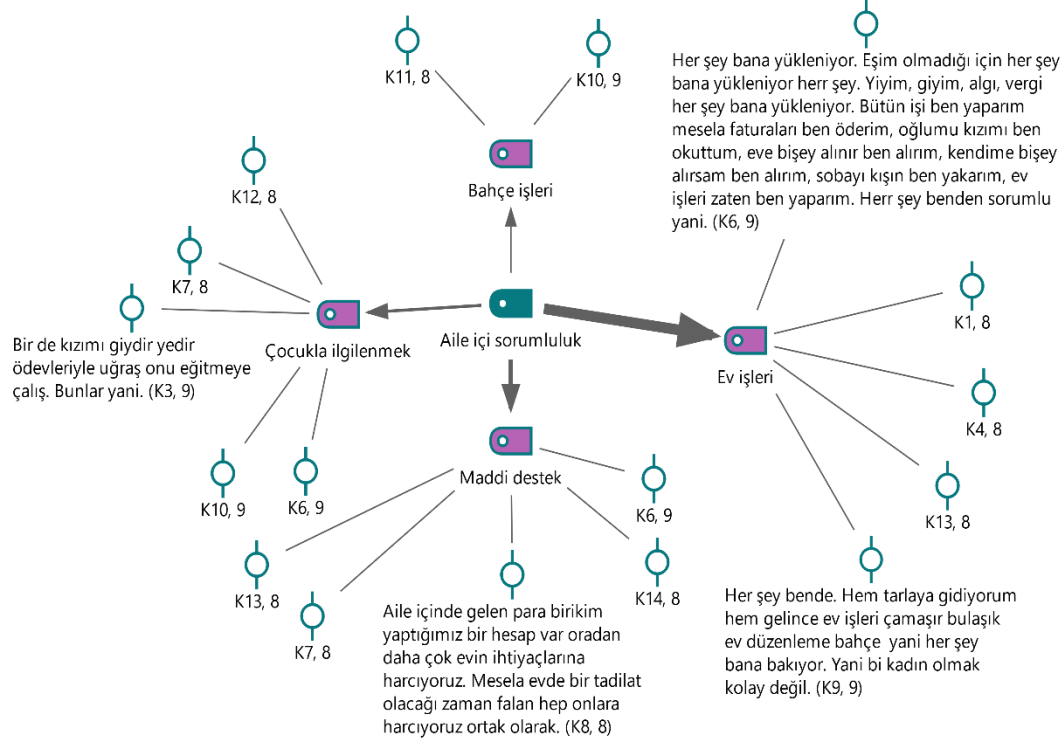 K11, 8
K10, 9
Her şey bana yükleniyor. Eşim olmadığı için her şey
bana yükleniyor herr şey. Yiyim, giyim, algı, vergi
her şey bana yükleniyor. Bütün işi ben yaparım
mesela faturaları ben öderim, oğlumu kızımı ben
okuttum, eve bişey alınır ben alırım, kendime bişey
alırsam ben alırım, sobayı kışın ben yakarım, ev
işleri zaten ben yaparım. Herr şey benden sorumlu
yani. (K6, 9)
Bahçe işleri
K12, 8
K7, 8
Bir de kızımı giydir yedir
ödevleriyle uğraş onu eğitmeye
çalış. Bunlar yani. (K3, 9)
Çocukla ilgilenmek
Aile içi sorumluluk
Ev işleri
K1, 8
K4, 8
K13, 8
K10, 9
K6, 9
Maddi destek
K6, 9
K13, 8
K7, 8
K14, 8
Aile içinde gelen para birikim
yaptığımız bir hesap var oradan
daha çok evin ihtiyaçlarına
harcıyoruz. Mesela evde bir tadilat
olacağı zaman falan hep onlara
harcıyoruz ortak olarak. (K8, 8)
Her şey bende. Hem tarlaya gidiyorum
hem gelince ev işleri çamaşır bulaşık
ev düzenleme bahçe yani her şey
bana bakıyor. Yani bi kadın olmak
kolay değil. (K9, 9)